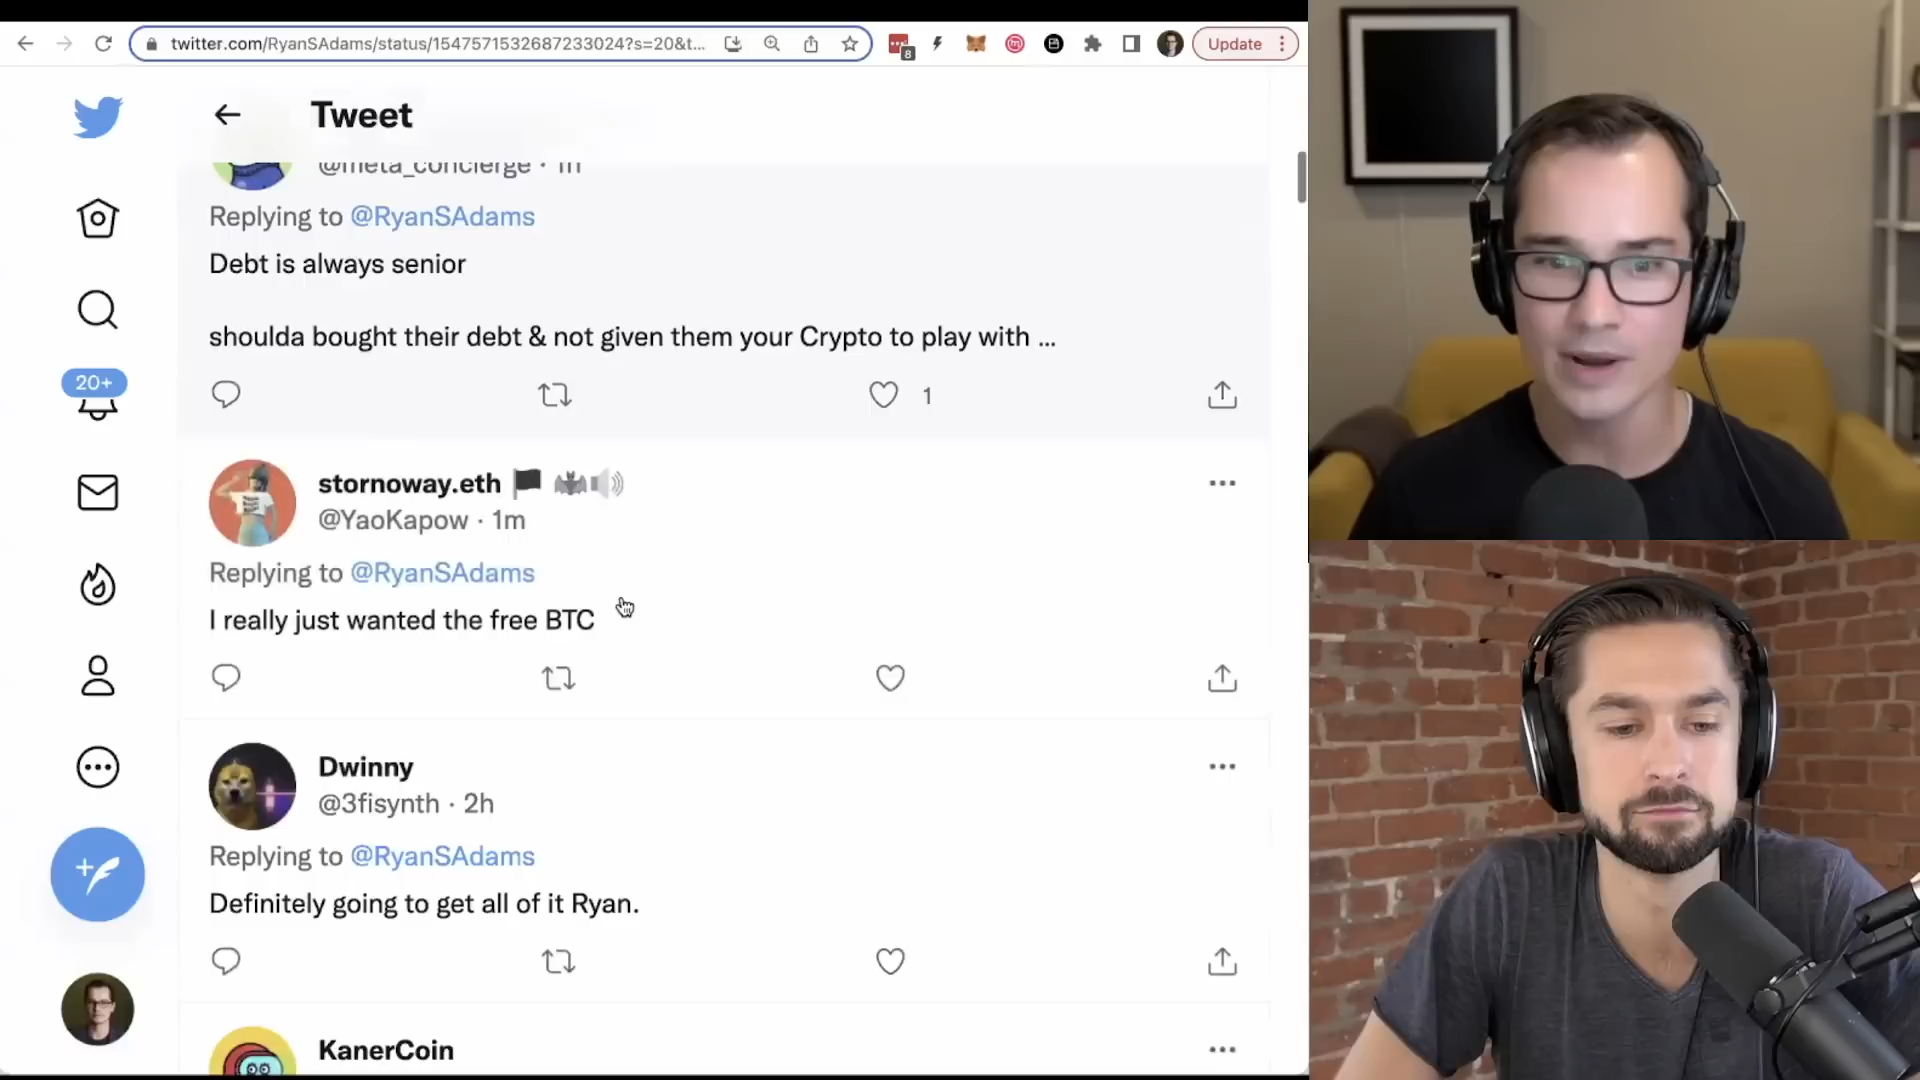 twitter.com/RyanSAdams/status/1547571532687233024?s=20&t...
8
Update
Tweet
@meta_concierge · 1m
Replying to @RyanSAdams
Debt is always senior
shoulda bought their debt & not given them your Crypto to play with ...
1
20+
stornoway.eth
@YaoKapow · 1m
Replying to @RyanSAdams
I really just wanted the free BTC
Dwinny
@3fisynth · 2h
Replying to @RyanSAdams
Definitely going to get all of it Ryan.
KanerCoin